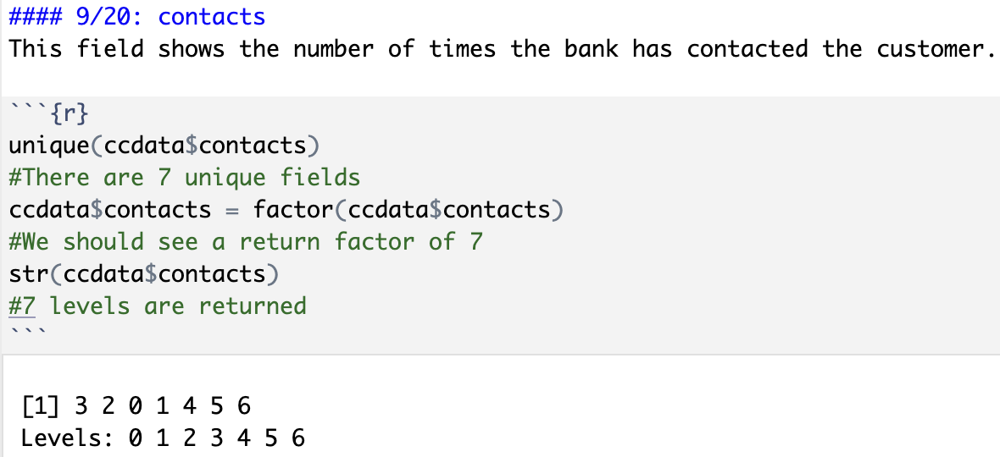 #### 9/20: contacts
This field shows the number of times the bank has contacted the customer.
```{r}
unique(ccdata$contacts)
#There are 7 unique fields
ccdata$contacts = factor(ccdata$contacts)
#We should see a return factor of 7
str(ccdata$contacts)
#7 levels are returned
```
[1] 3 2 0 1 4 5 6
Levels: 0 1 2 3 4 5 6